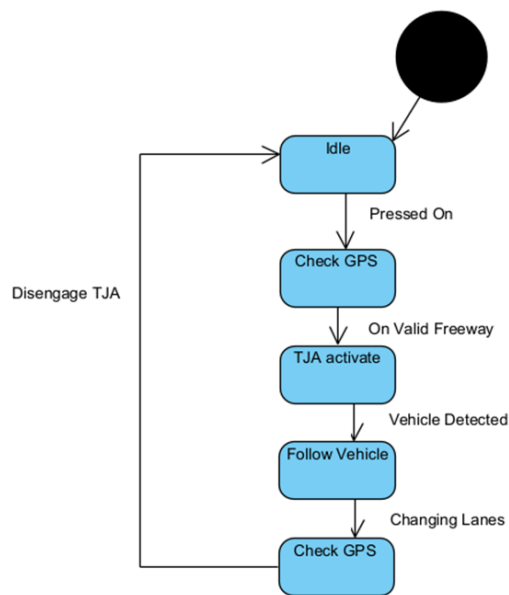 Idle
Pressed On
Check GPS
Disengage TJA
On Valid Freeway
TJA activate
Vehicle Detected
Follow Vehicle
Changing Lanes
Check GPS